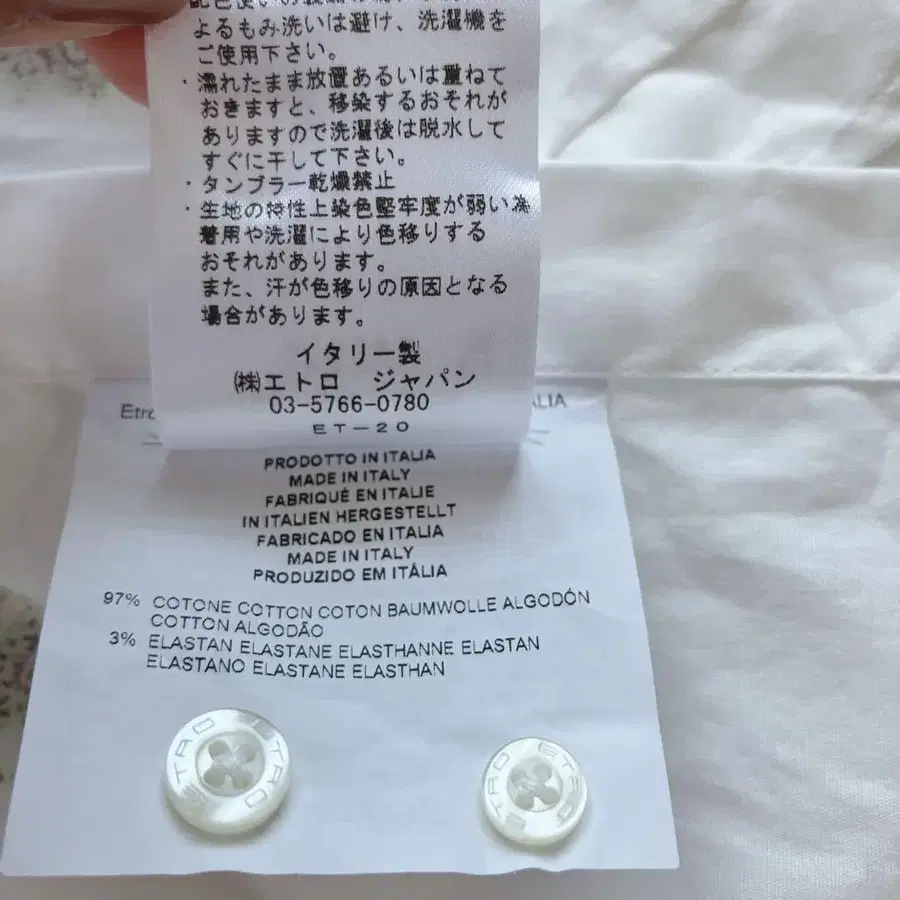 よるもみ洗いは避け、洗濯機を
ご使用下さい。
・濡れたまま放置あるいは重ねて
おきますと、移染するおそれが
ありますので洗濯後は脱水して
すぐに干して下さい。
・タンブラー乾燥禁止
・生地の特性上染色堅牢度が弱い為
着用や洗濯により色移りする
おそれがあります。
また、汗が色移りの原因となる
場合があります。
イタリー製
㈱エトロ ジャパン
03-5766-0780
ET-20
PRODOTTO IN ITALIA
MADE IN ITALY
FABRIQUÉ EN ITALIE
IN ITALIEN HERGESTELLT
FABRICADO EN ITALIA
MADE IN ITALY
PRODUZIDO EM ITÁLIA
97% COTONE COTTON COTON BAUMWOLLE ALGODÓN
COTTON ALGODÃO
3% ELASTAN ELASTANE ELASTHANNE ELASTAN
ELASTANO ELASTANE ELASTHAN
ETRO ETRO
ETRO ETRO